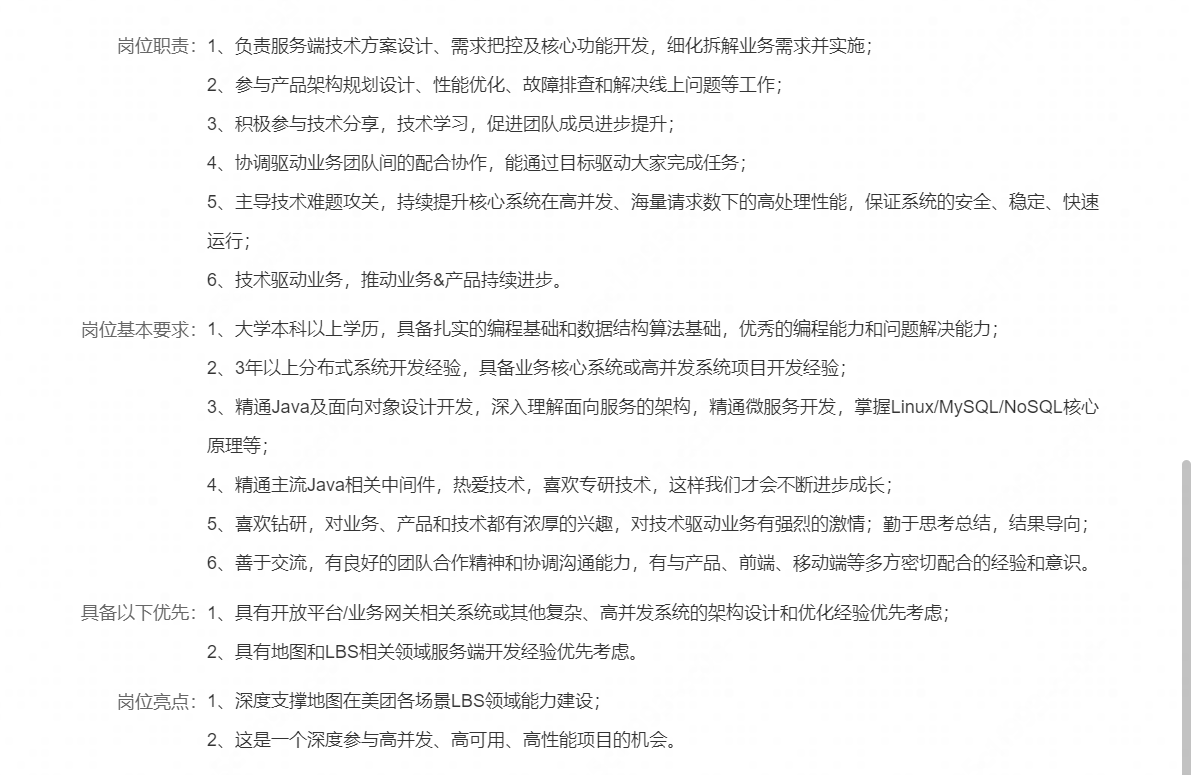 岗位职责：1、负责服务端技术方案设计、需求把控及核心功能开发，细化拆解业务需求并实施；
2、参与产品架构规划设计、性能优化、故障排查和解决线上问题等工作；
3、积极参与技术分享，技术学习，促进团队成员进步提升；
4、协调驱动业务团队间的配合协作，能通过目标驱动大家完成任务；
5、主导技术难题攻关，持续提升核心系统在高并发、海量请求数下的高处理性能，保证系统的安全、稳定、快速
运行；
6、技术驱动业务，推动业务&产品持续进步。
岗位基本要求：1、大学本科以上学历，具备扎实的编程基础和数据结构算法基础，优秀的编程能力和问题解决能力；
2、3年以上分布式系统开发经验，具备业务核心系统或高并发系统项目开发经验；
3、精通Java及面向对象设计开发，深入理解面向服务的架构，精通微服务开发，掌握Linux/MySQL/NoSQL核心
原理等；
4、精通主流Java相关中间件，热爱技术，喜欢专研技术，这样我们才会不断进步成长；
5、喜欢钻研，对业务、产品和技术都有浓厚的兴趣，对技术驱动业务有强烈的激情；勤于思考总结，结果导向；
6、善于交流，有良好的团队合作精神和协调沟通能力，有与产品、前端、移动端等多方密切配合的经验和意识。
具备以下优先：1、具有开放平台/业务网关相关系统或其他复杂、高并发系统的架构设计和优化经验优先考虑；
2、具有地图和LBS相关领域服务端开发经验优先考虑。
岗位亮点：1、深度支撑地图在美团各场景LBS领域能力建设；
2、这是一个深度参与高并发、高可用、高性能项目的机会。